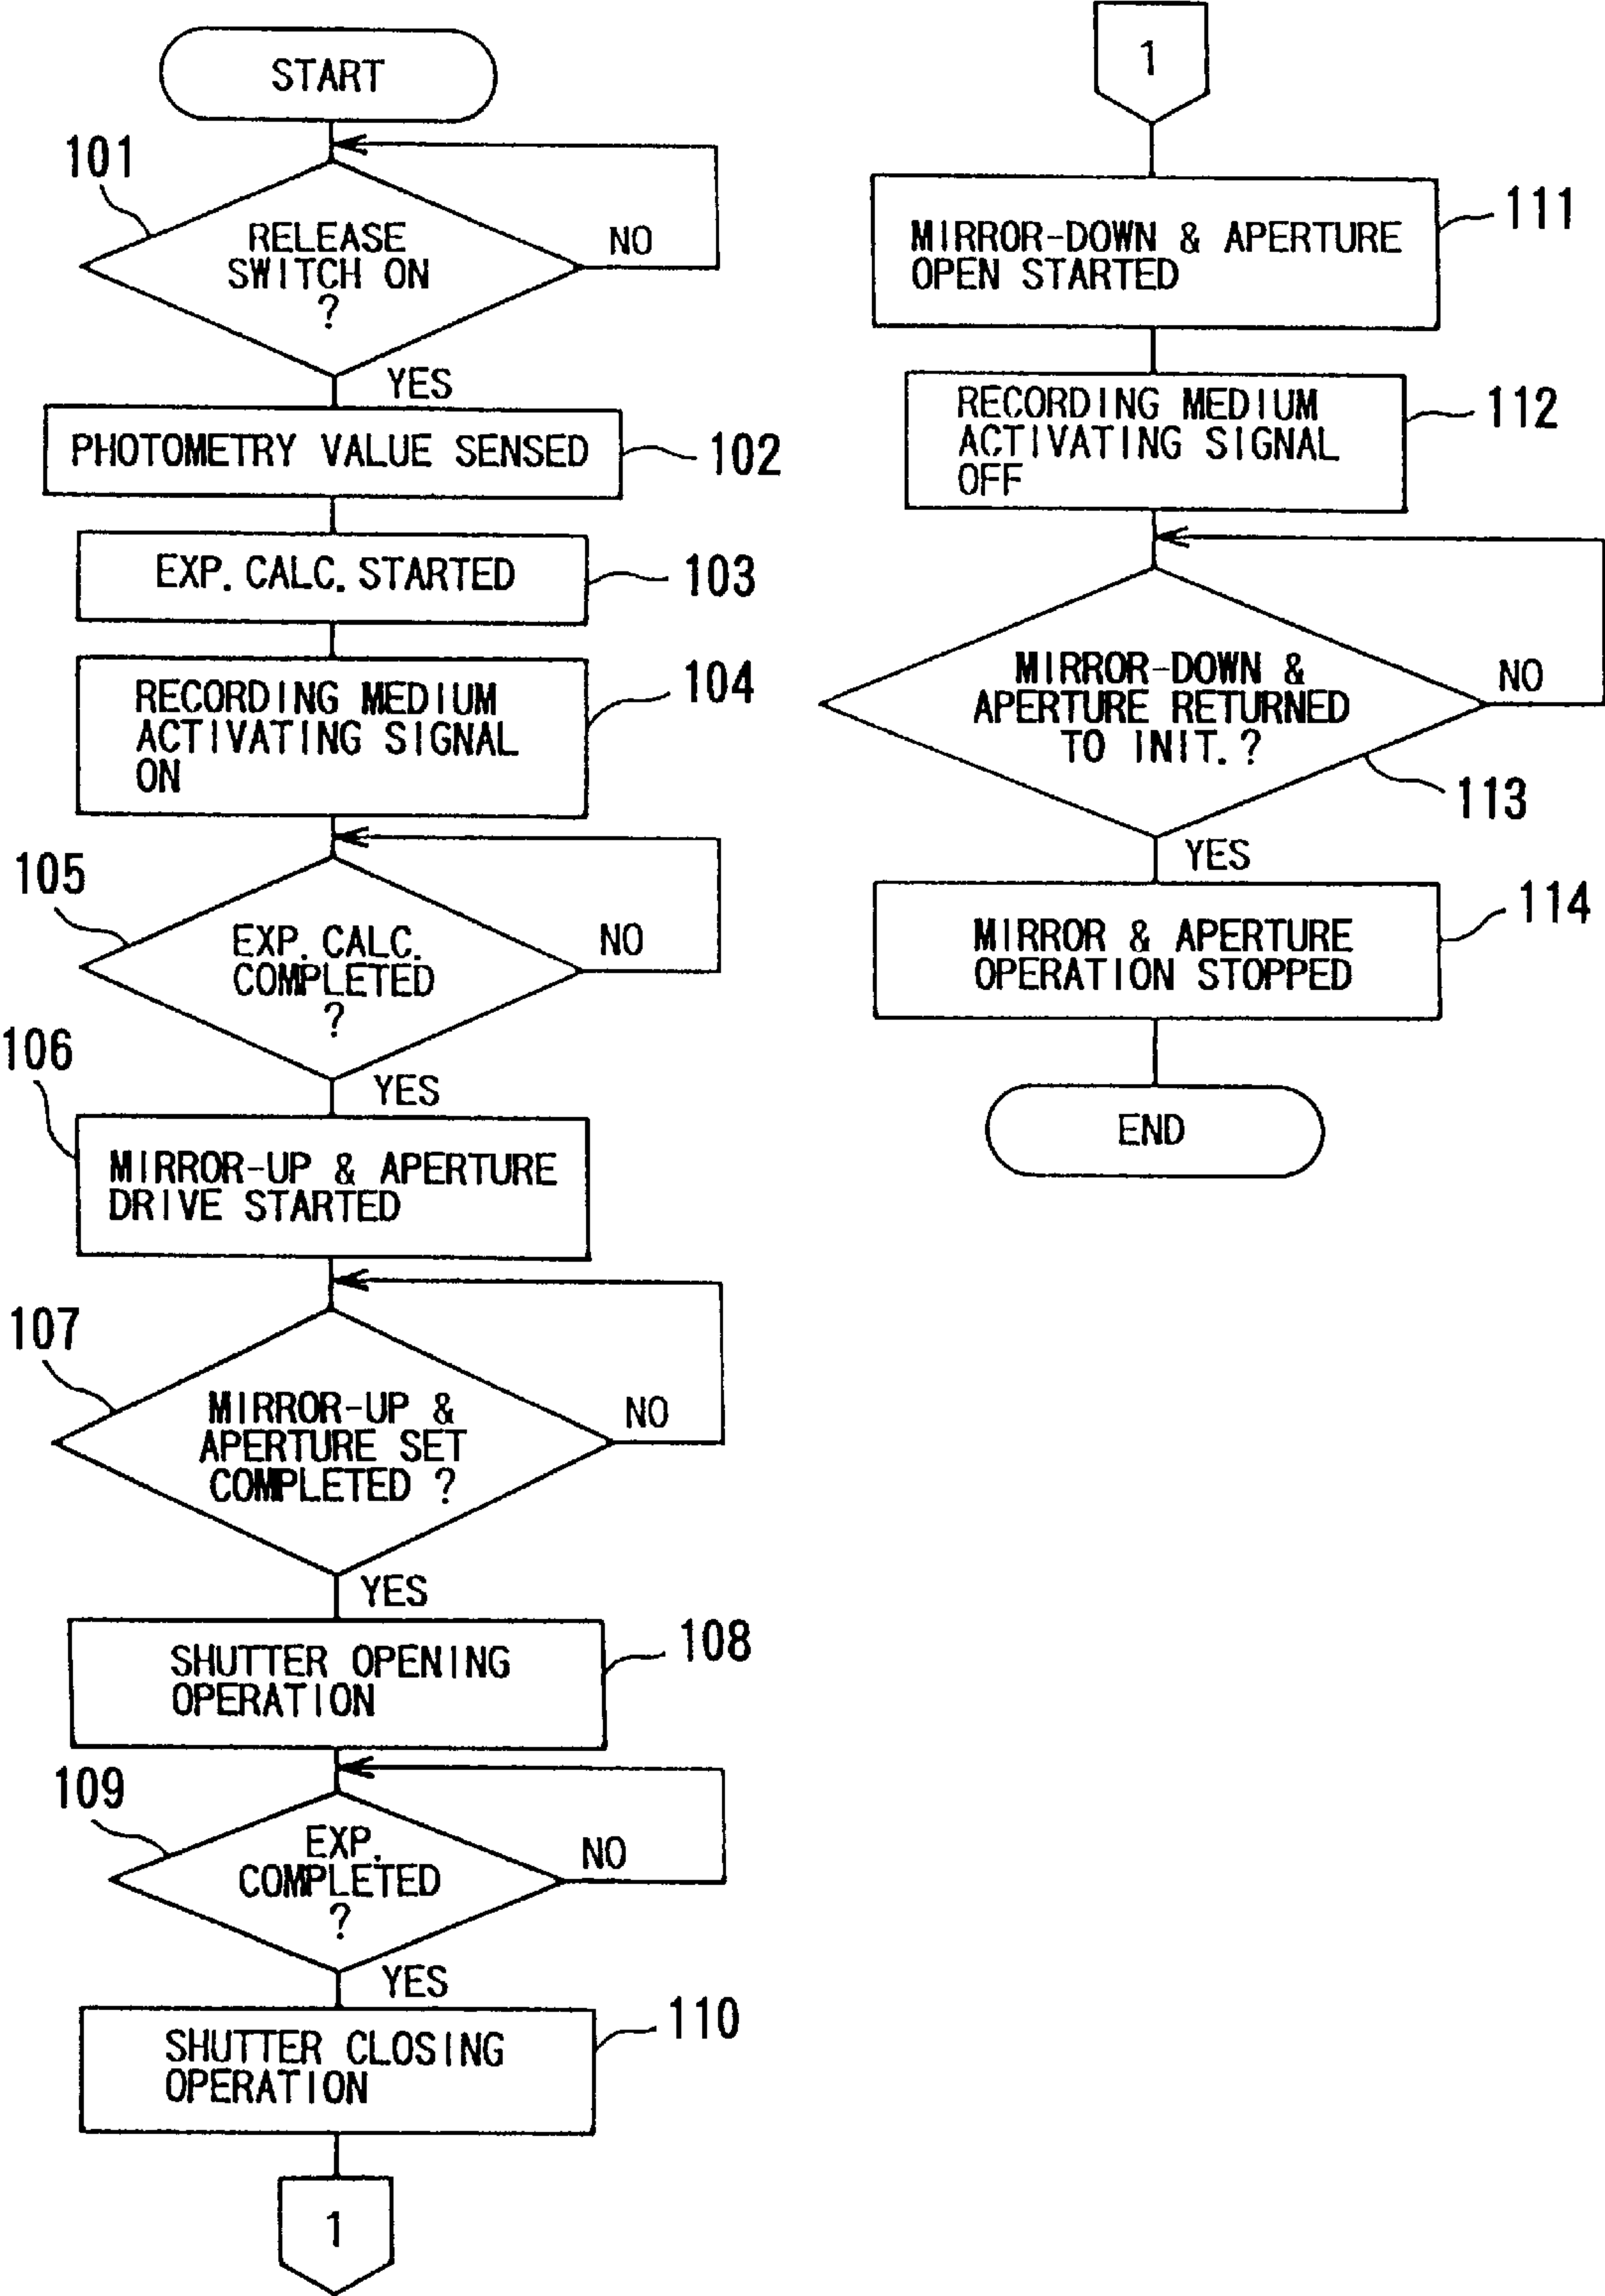 START
101
RELEASE
SWITCH ON
?
NO
YES
PHOTOMETRY VALUE SENSED
102
EXP. CALC. STARTED
103
RECORDING MEDIUM
ACTIVATING SIGNAL
ON
104
105
EXP. CALC.
COMPLETED
?
NO
YES
106
MIRROR-UP & APERTURE
DRIVE STARTED
107
MIRROR-UP &
APERTURE SET
COMPLETED ?
NO
YES
SHUTTER OPENING
OPERATION
108
109
EXP.
COMPLETED
?
NO
YES
SHUTTER CLOSING
OPERATION
110
1
1
MIRROR-DOWN & APERTURE
OPEN STARTED
111
RECORDING MEDIUM
ACTIVATING SIGNAL
OFF
112
MIRROR-DOWN &
APERTURE RETURNED
TO INIT. ?
NO
113
YES
MIRROR & APERTURE
OPERATION STOPPED
114
END